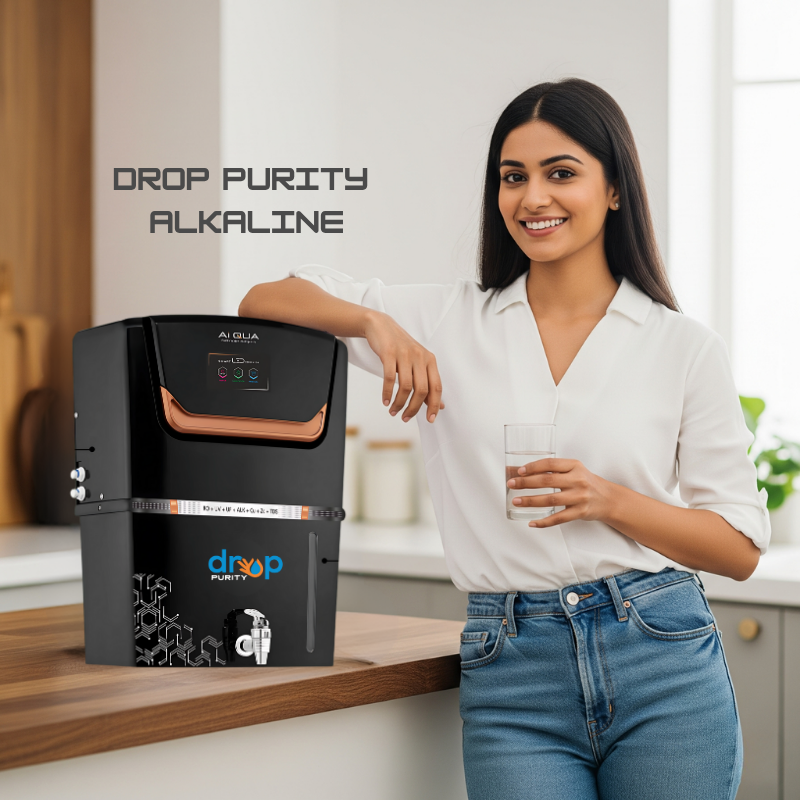 DROP PURITY
ALKALINE
Ai QUA
LED
RO + UV + UF + ALK + Cu + Zn + TDS
drop
PURITY